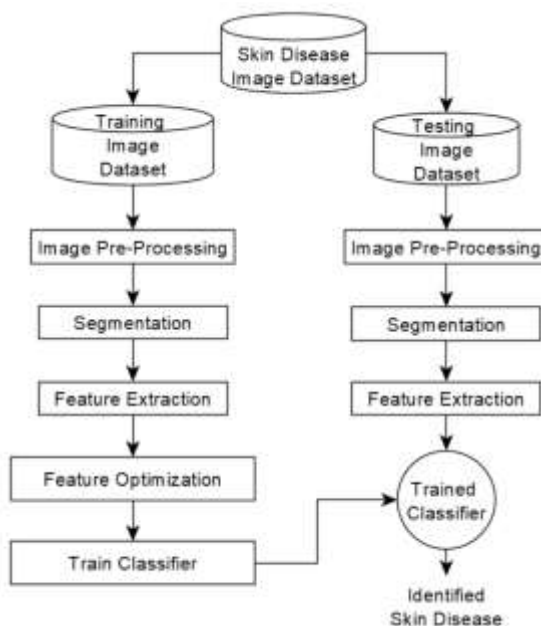 Skin Disease
Image Dataset
Training
Image
Dataset
Testing
Image
Dataset
Image Pre-Processing
Image Pre-Processing
Segmentation
Segmentation
Feature Extraction
Feature Extraction
Feature Optimization
Trained
Classifier
Train Classifier
Identified
Skin Disease